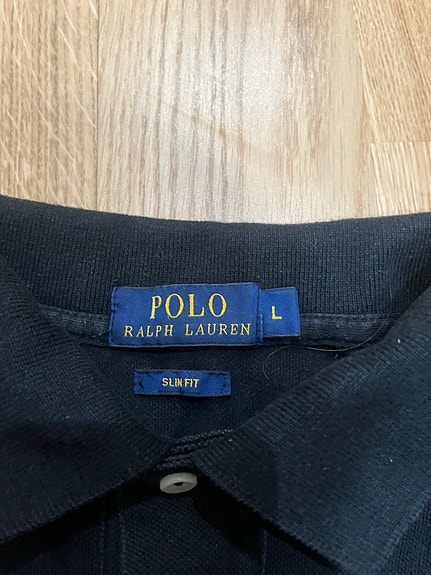 POLO
RALPH LAUREN
L
SLIM FIT